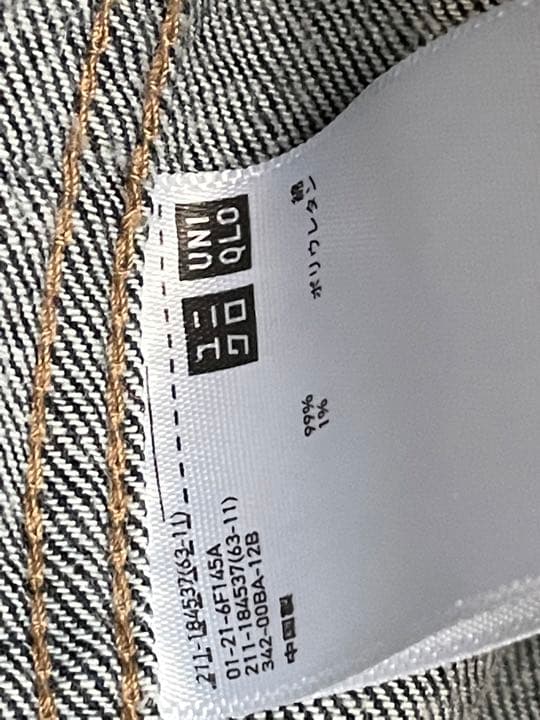 UNI
QLO
ユニ
クロ
綿 99%
ポリウレタン 1%
211-184537(63-11)
01-21-6F145A
211-184537(63-11)
342-00BA-12B
中国製